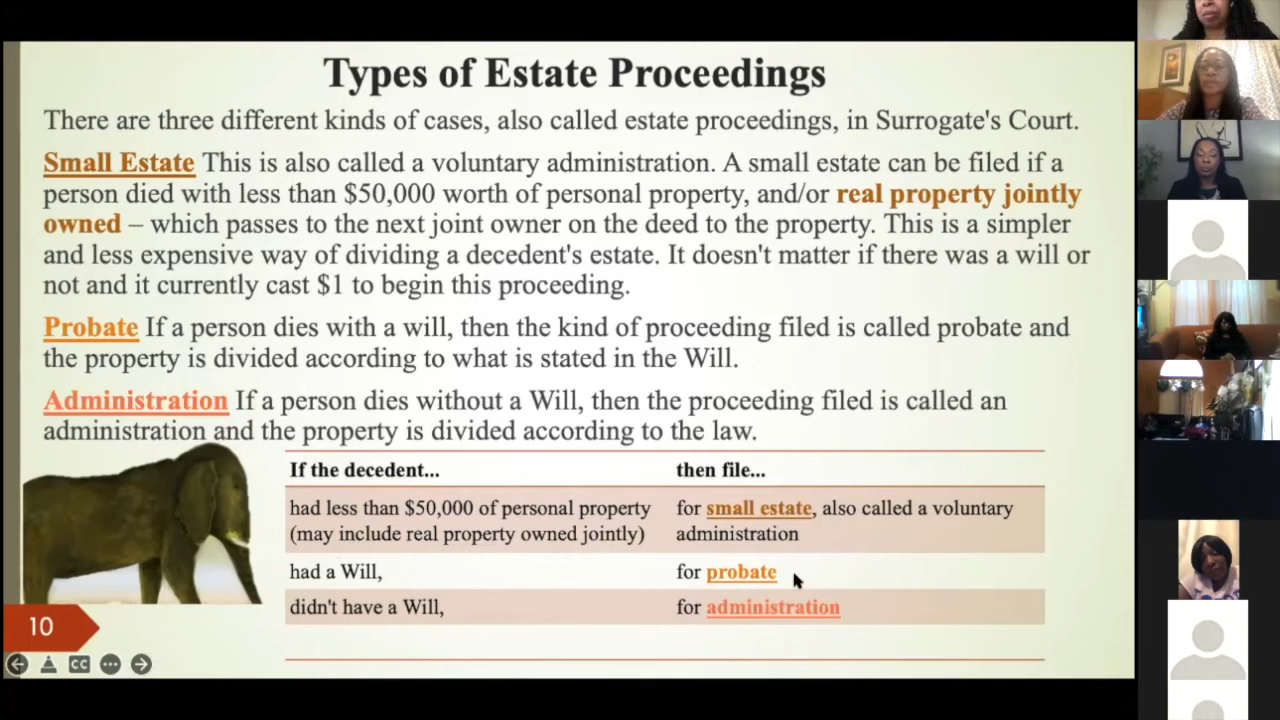 Types of Estate Proceedings
There are three different kinds of cases, also called estate proceedings, in Surrogate's Court.
Small Estate This is also called a voluntary administration. A small estate can be filed if a
person died with less than $50,000 worth of personal property, and/or real property jointly
owned – which passes to the next joint owner on the deed to the property. This is a simpler
and less expensive way of dividing a decedent's estate. It doesn't matter if there was a will or
not and it currently cast $1 to begin this proceeding.
Probate If a person dies with a will, then the kind of proceeding filed is called probate and
the property is divided according to what is stated in the Will.
Administration If a person dies without a Will, then the proceeding filed is called an
administration and the property is divided according to the law.
If the decedent... then file...
had less than $50,000 of personal property for small estate, also called a voluntary
(may include real property owned jointly) administration
had a Will, for probate
didn't have a Will, for administration
10
CC